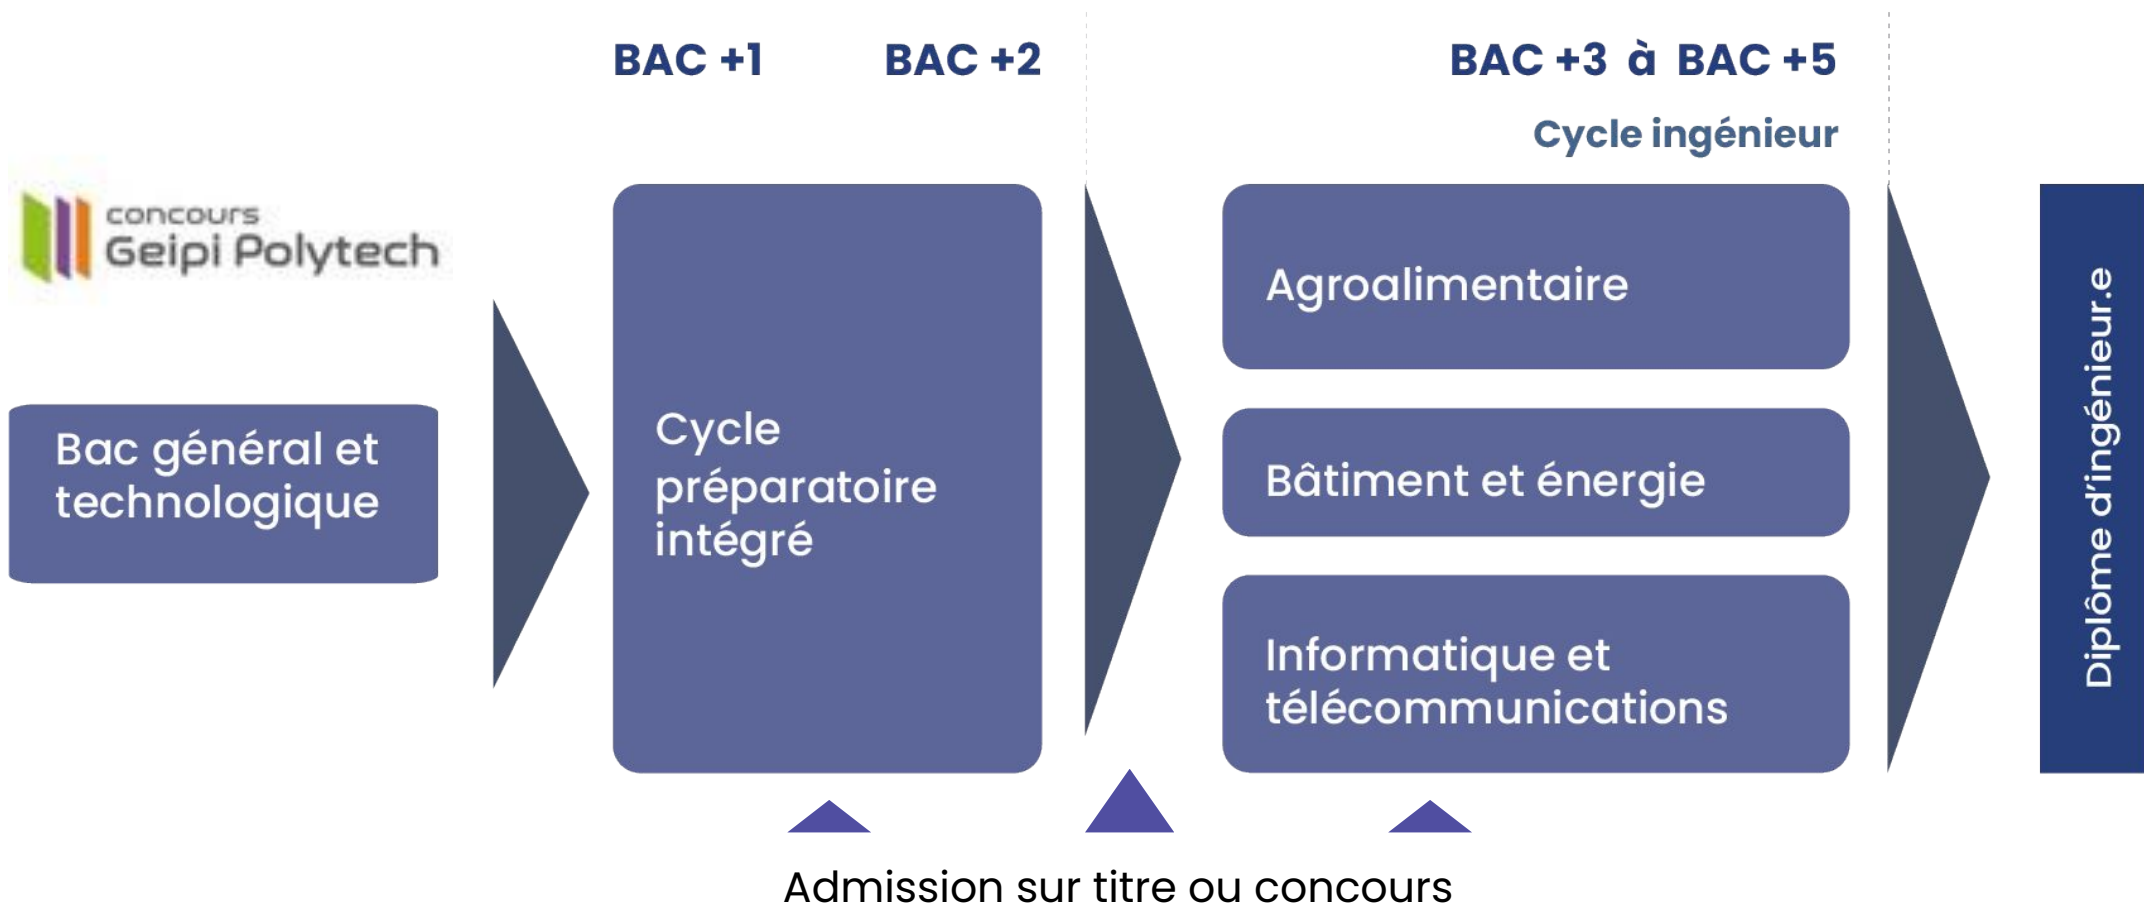 BAC +1
BAC +2
BAC +3 à BAC +5
Cycle ingénieur
concours
Geipi Polytech
Bac général et
technologique
Cycle
préparatoire
intégré
Agroalimentaire
Bâtiment et énergie
Informatique et
télécommunications
Diplôme d'ingénieur.e
Admission sur titre ou concours